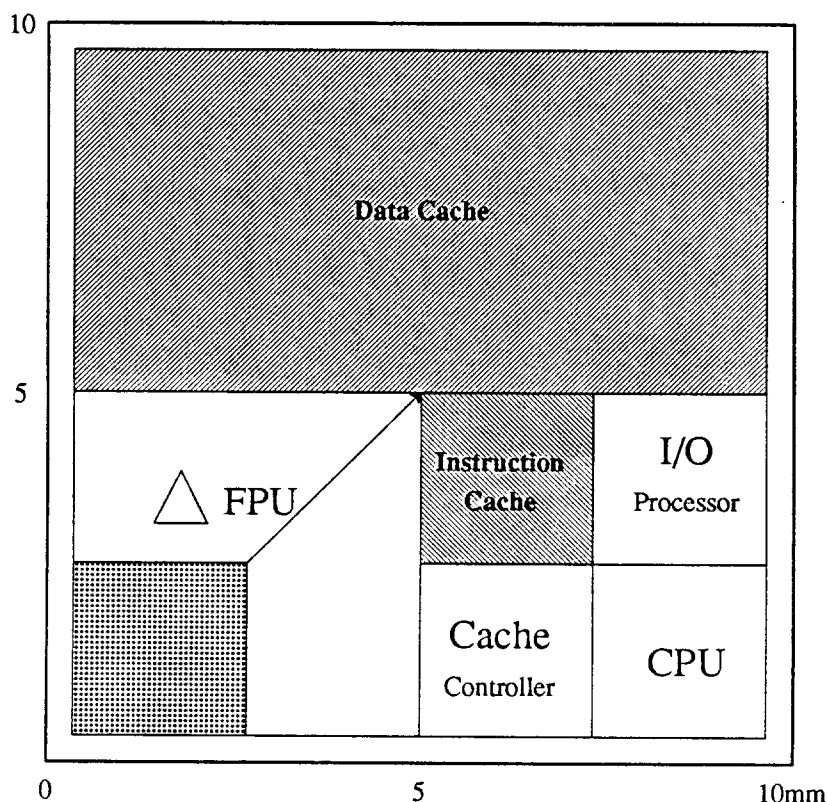 10
Data Cache
5
I/O
Processor
Instruction
Cache
FPU
Cache
Controller
CPU
0
5
10mm